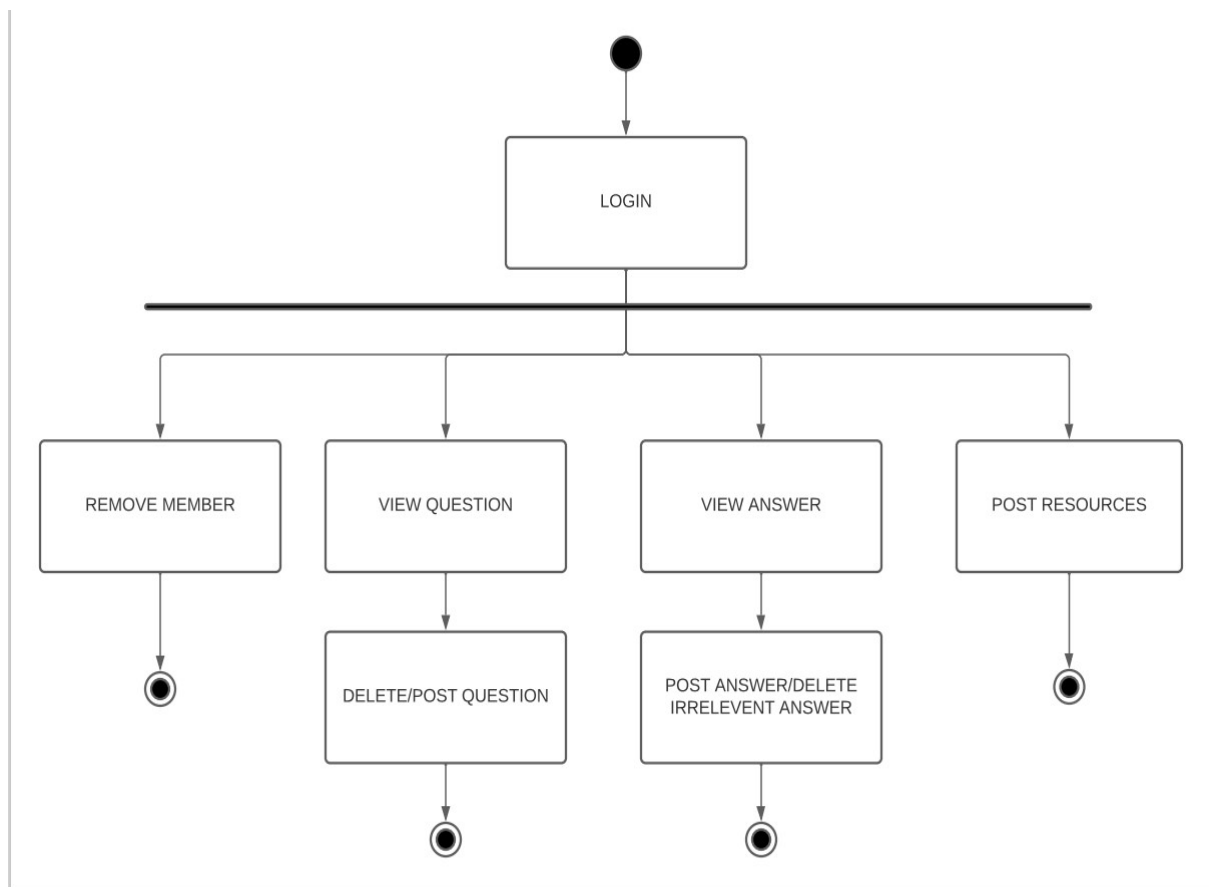 LOGIN
REMOVE MEMBER
VIEW QUESTION
VIEW ANSWER
POST RESOURCES
DELETE/POST QUESTION
POST ANSWER/DELETE
IRRELEVENT ANSWER